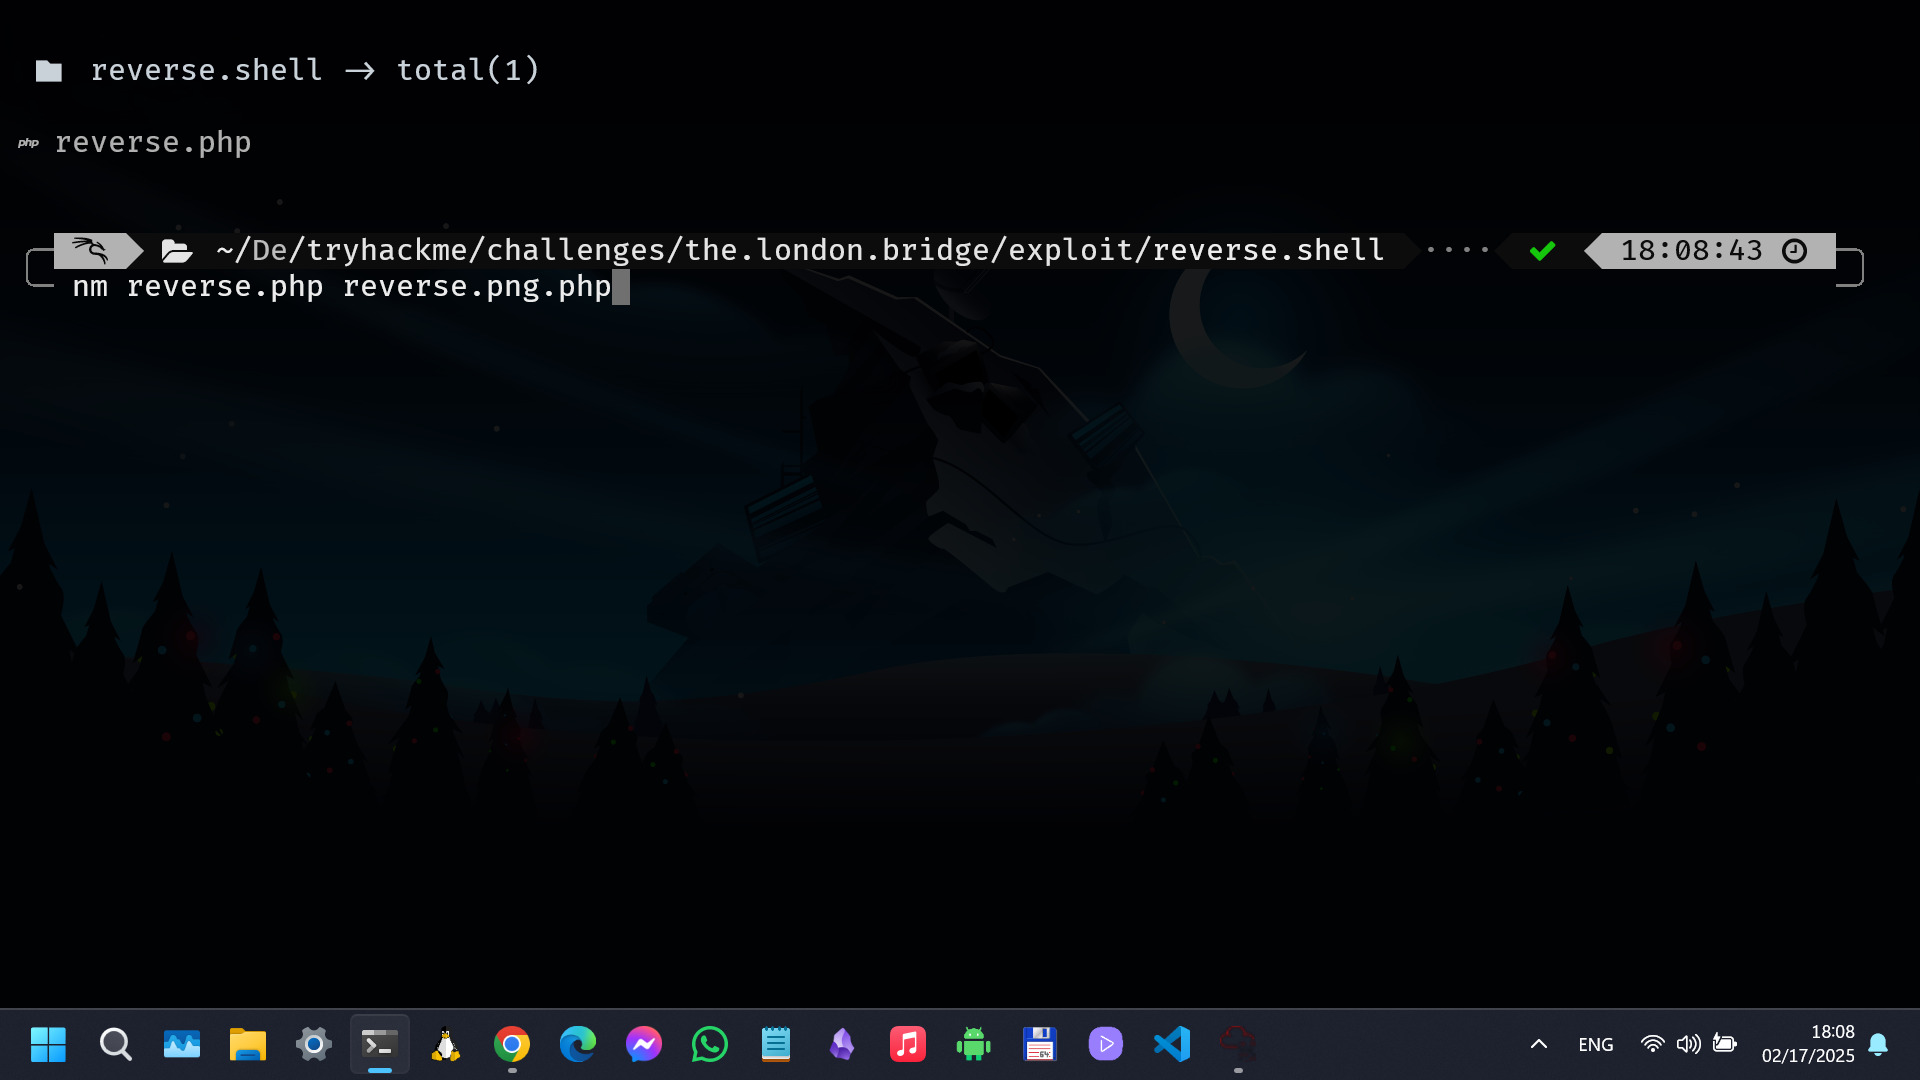 reverse.shell → total(1)
php reverse.php
~/De/tryhackme/challenges/the.london.bridge/exploit/reverse.shell ···· ✔ 18:08:43
nm reverse.php reverse.png.php
64
ENG
18:08
02/17/2025